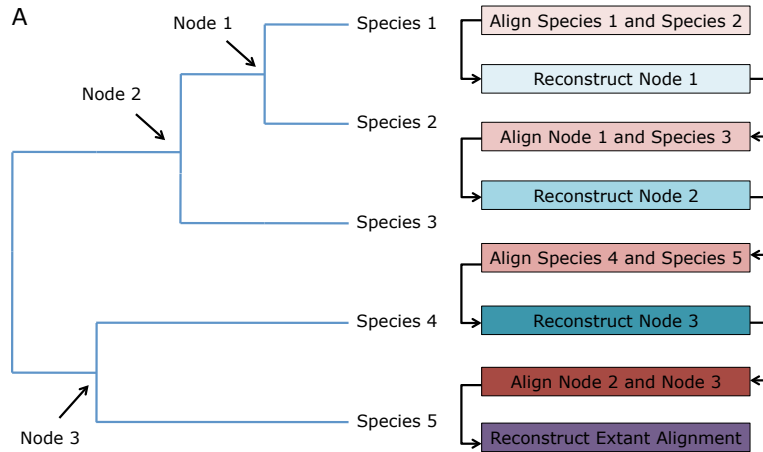 A
Node 1
Species 1
Node 2
Species 2
Species 3
Species 4
Species 5
Node 3
Align Species 1 and Species 2
Reconstruct Node 1
Align Node 1 and Species 3
Reconstruct Node 2
Align Species 4 and Species 5
Reconstruct Node 3
Align Node 2 and Node 3
Reconstruct Extant Alignment